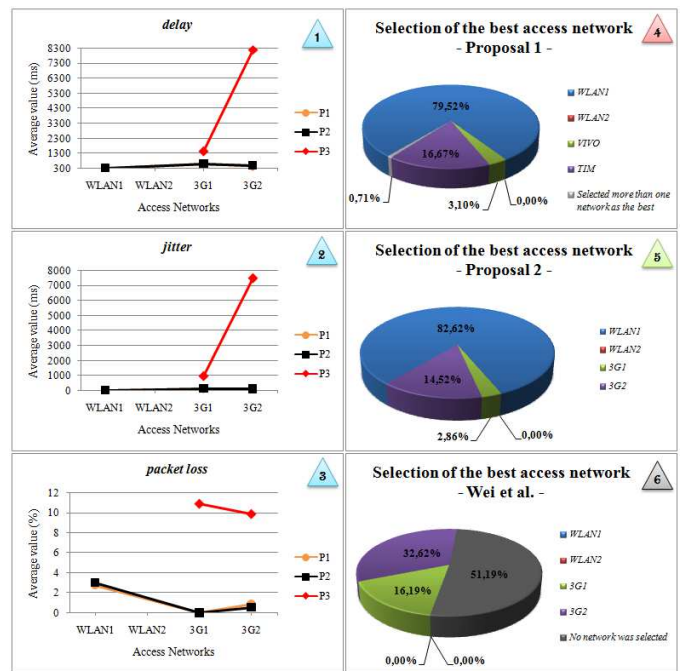 delay
1
Average value (ms)
8300
7300
6300
5300
4300
3300
2300
1300
300
WLAN1 WLAN2 3G1 3G2
Access Networks
P1
P2
P3
Selection of the best access network
- Proposal 1 -
4
79,52%
16,67%
0,71%
3,10%
0,00%
WLAN1
WLAN2
VIVO
TIM
Selected more than one
network as the best
jitter
2
Average value (ms)
8000
7000
6000
5000
4000
3000
2000
1000
0
WLAN1 WLAN2 3G1 3G2
Access Networks
P1
P2
P3
Selection of the best access network
- Proposal 2 -
5
82,62%
14,52%
2,86%
0,00%
WLAN1
WLAN2
3G1
3G2
packet loss
3
Average value (%)
12
10
8
6
4
2
0
WLAN1 WLAN2 3G1 3G2
Access Networks
P1
P2
P3
Selection of the best access network
- Wei et al. -
6
32,62%
51,19%
16,19%
0,00%
0,00%
WLAN1
WLAN2
3G1
3G2
No network was selected